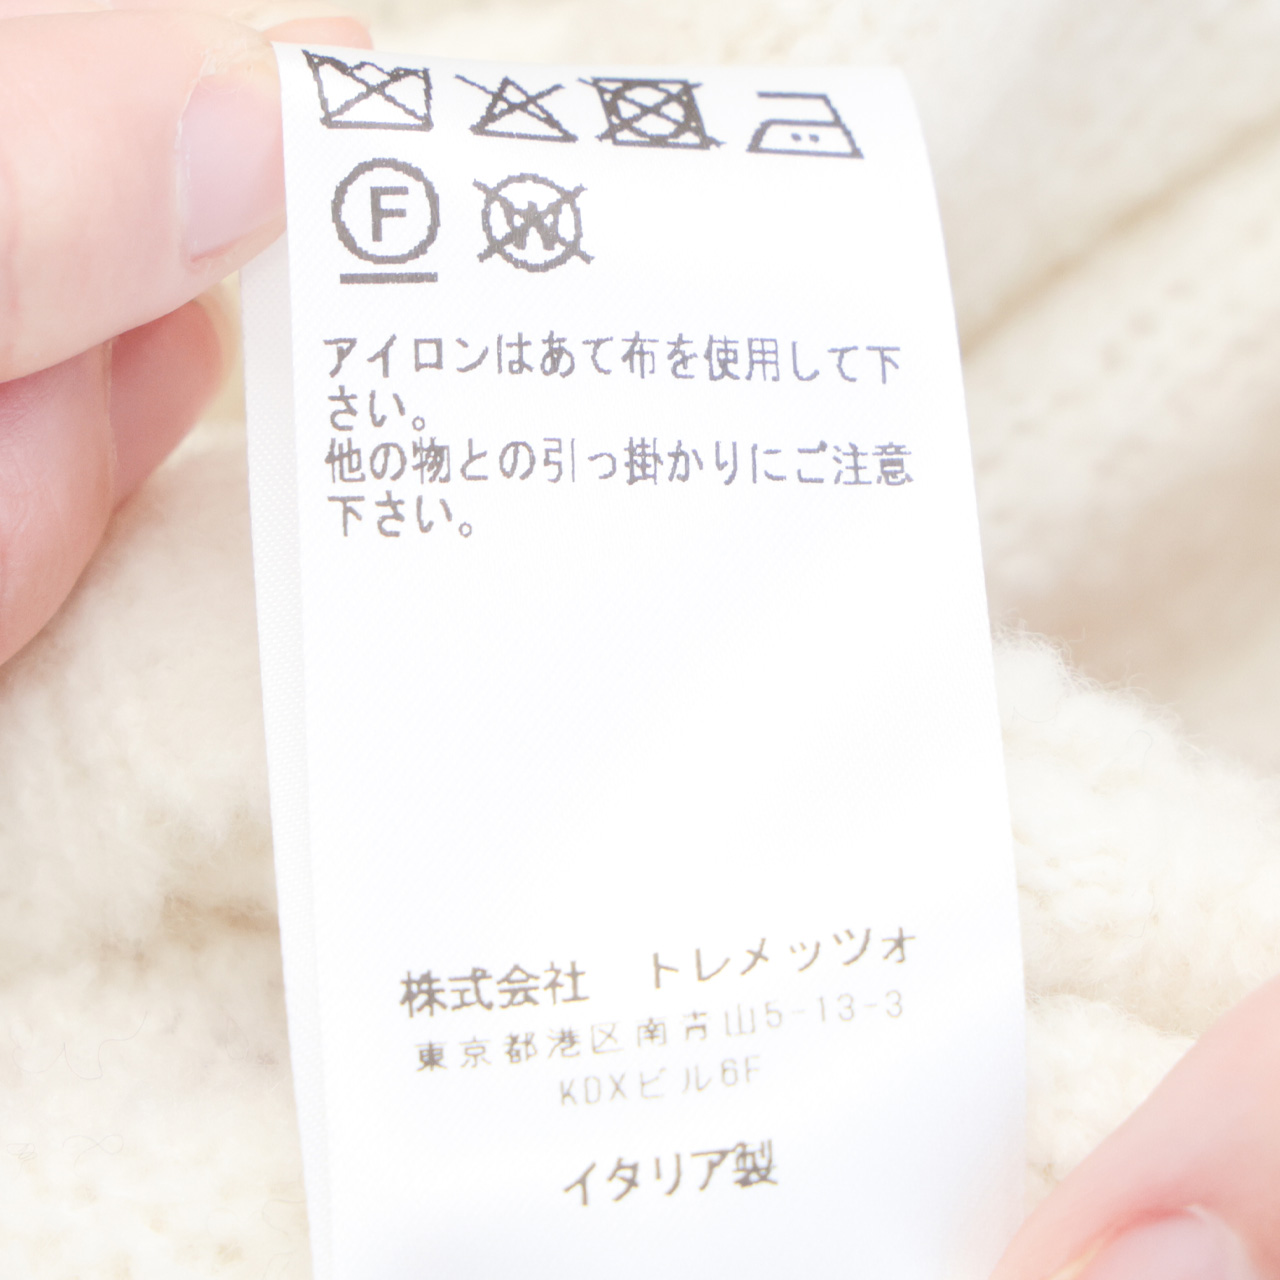 F W
アイロンはあて布を使用して下
さい。
他の物との引っ掛かりにご注意
下さい。
株式会社 トレメッツォ
東京都港区南青山5-13-3
KDXビル6F
イタリア製